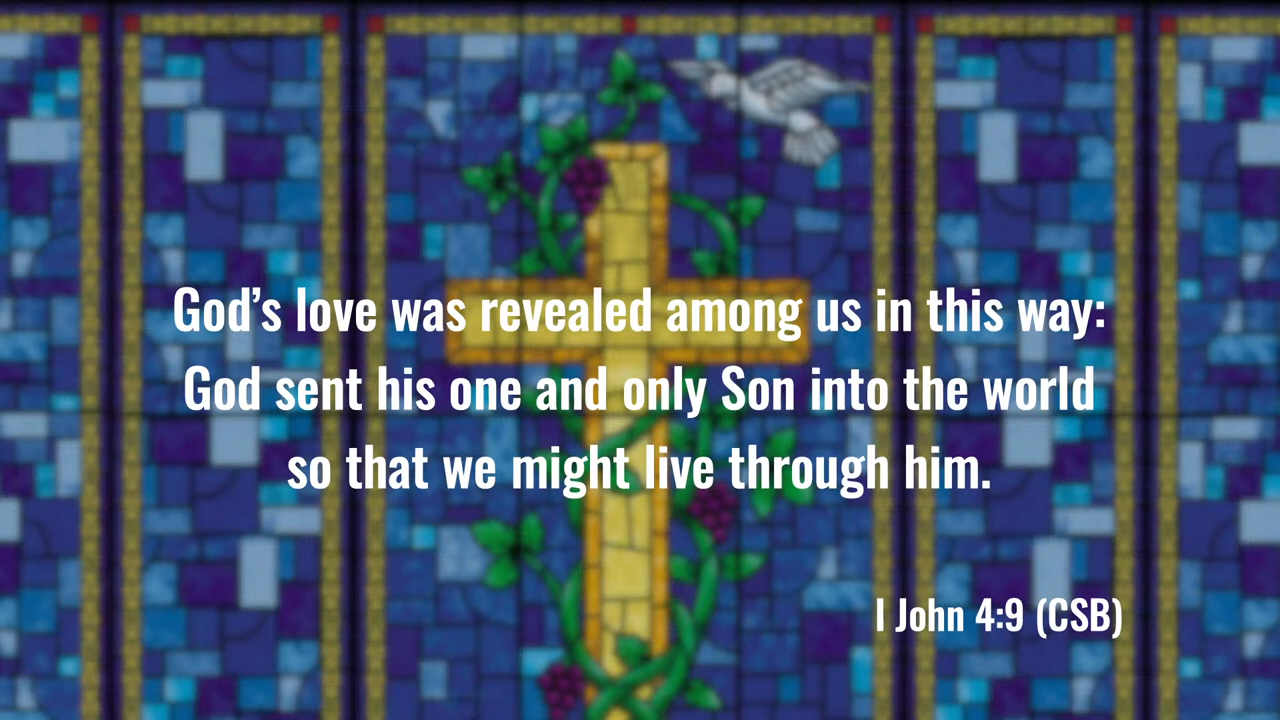 God’s love was revealed among us in this way:
God sent his one and only Son into the world
so that we might live through him.
I John 4:9 (CSB)